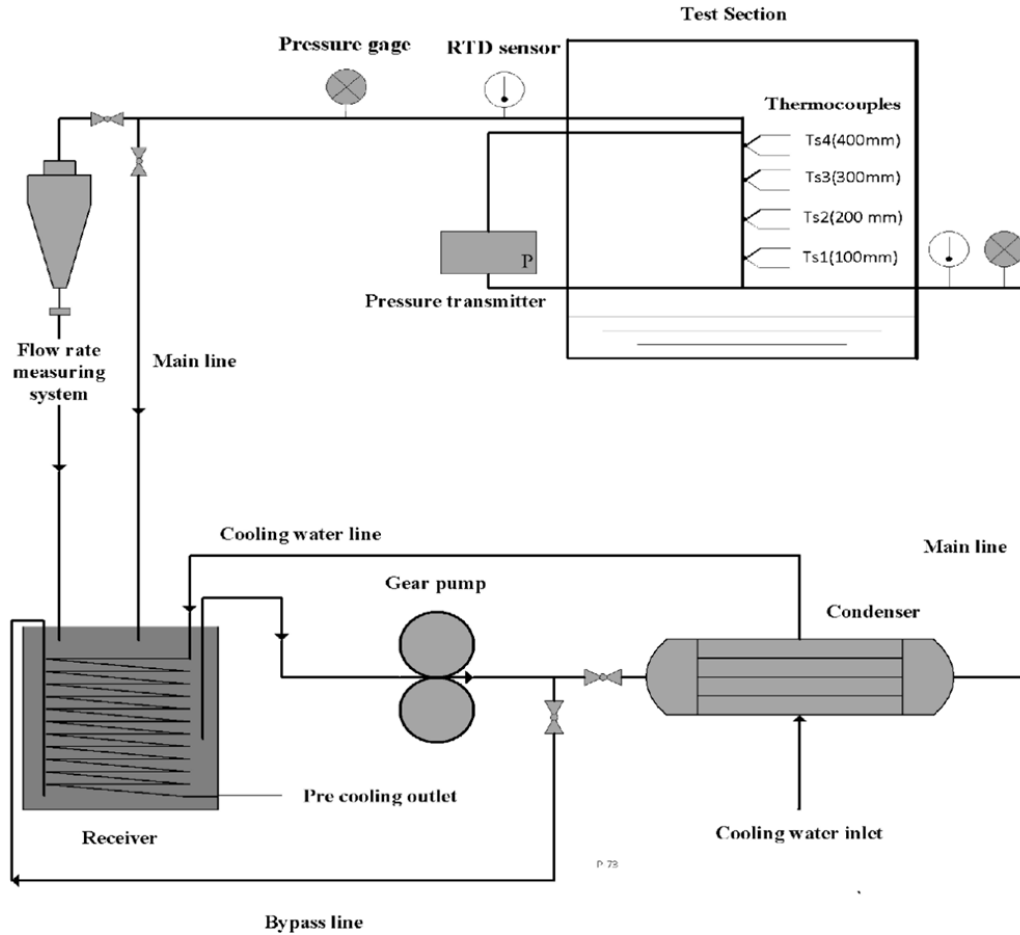 Test Section
Pressure gage
RTD sensor
Thermocouples
Ts4(400mm)
Ts3(300mm)
Ts2(200 mm)
Ts1(100mm)
P
Pressure transmitter
Flow rate
measuring
system
Main line
Cooling water line
Main line
Gear pump
Condenser
Pre cooling outlet
Receiver
Cooling water inlet
P 73
Bypass line